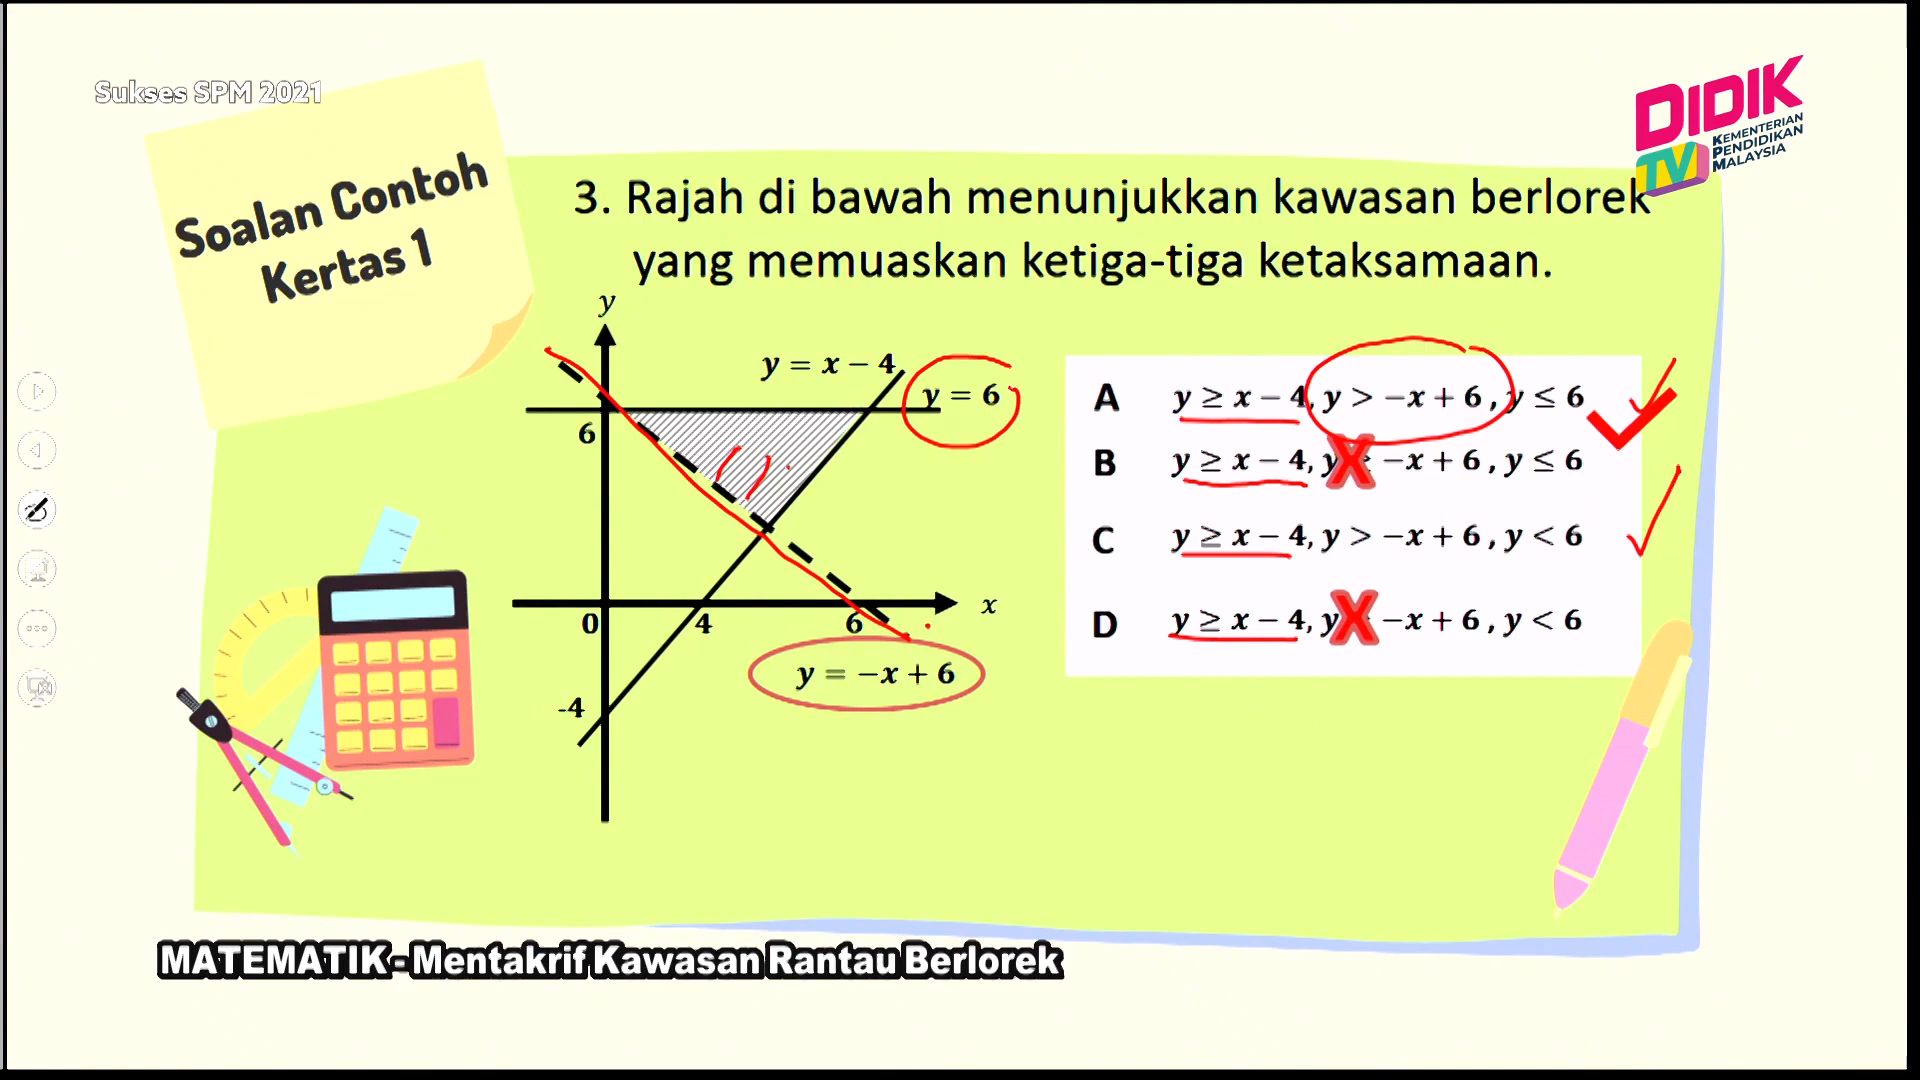 Sukses SPM 2021
DIDIK
TV
KEMENTERIAN
PENDIDIKAN
MALAYSIA
Soalan Contoh
Kertas 1
3. Rajah di bawah menunjukkan kawasan berlorek
yang memuaskan ketiga-tiga ketaksamaan.
y
y = x − 4
y = 6
6
0
4
6
x
y = −x + 6
-4
A y ≥ x − 4, y > −x + 6 , y ≤ 6
B y ≥ x − 4, y −x + 6 , y ≤ 6
C y ≥ x − 4, y > −x + 6 , y < 6
D y ≥ x − 4, y −x + 6 , y < 6
MATEMATIK - Mentakrif Kawasan Rantau Berlorek